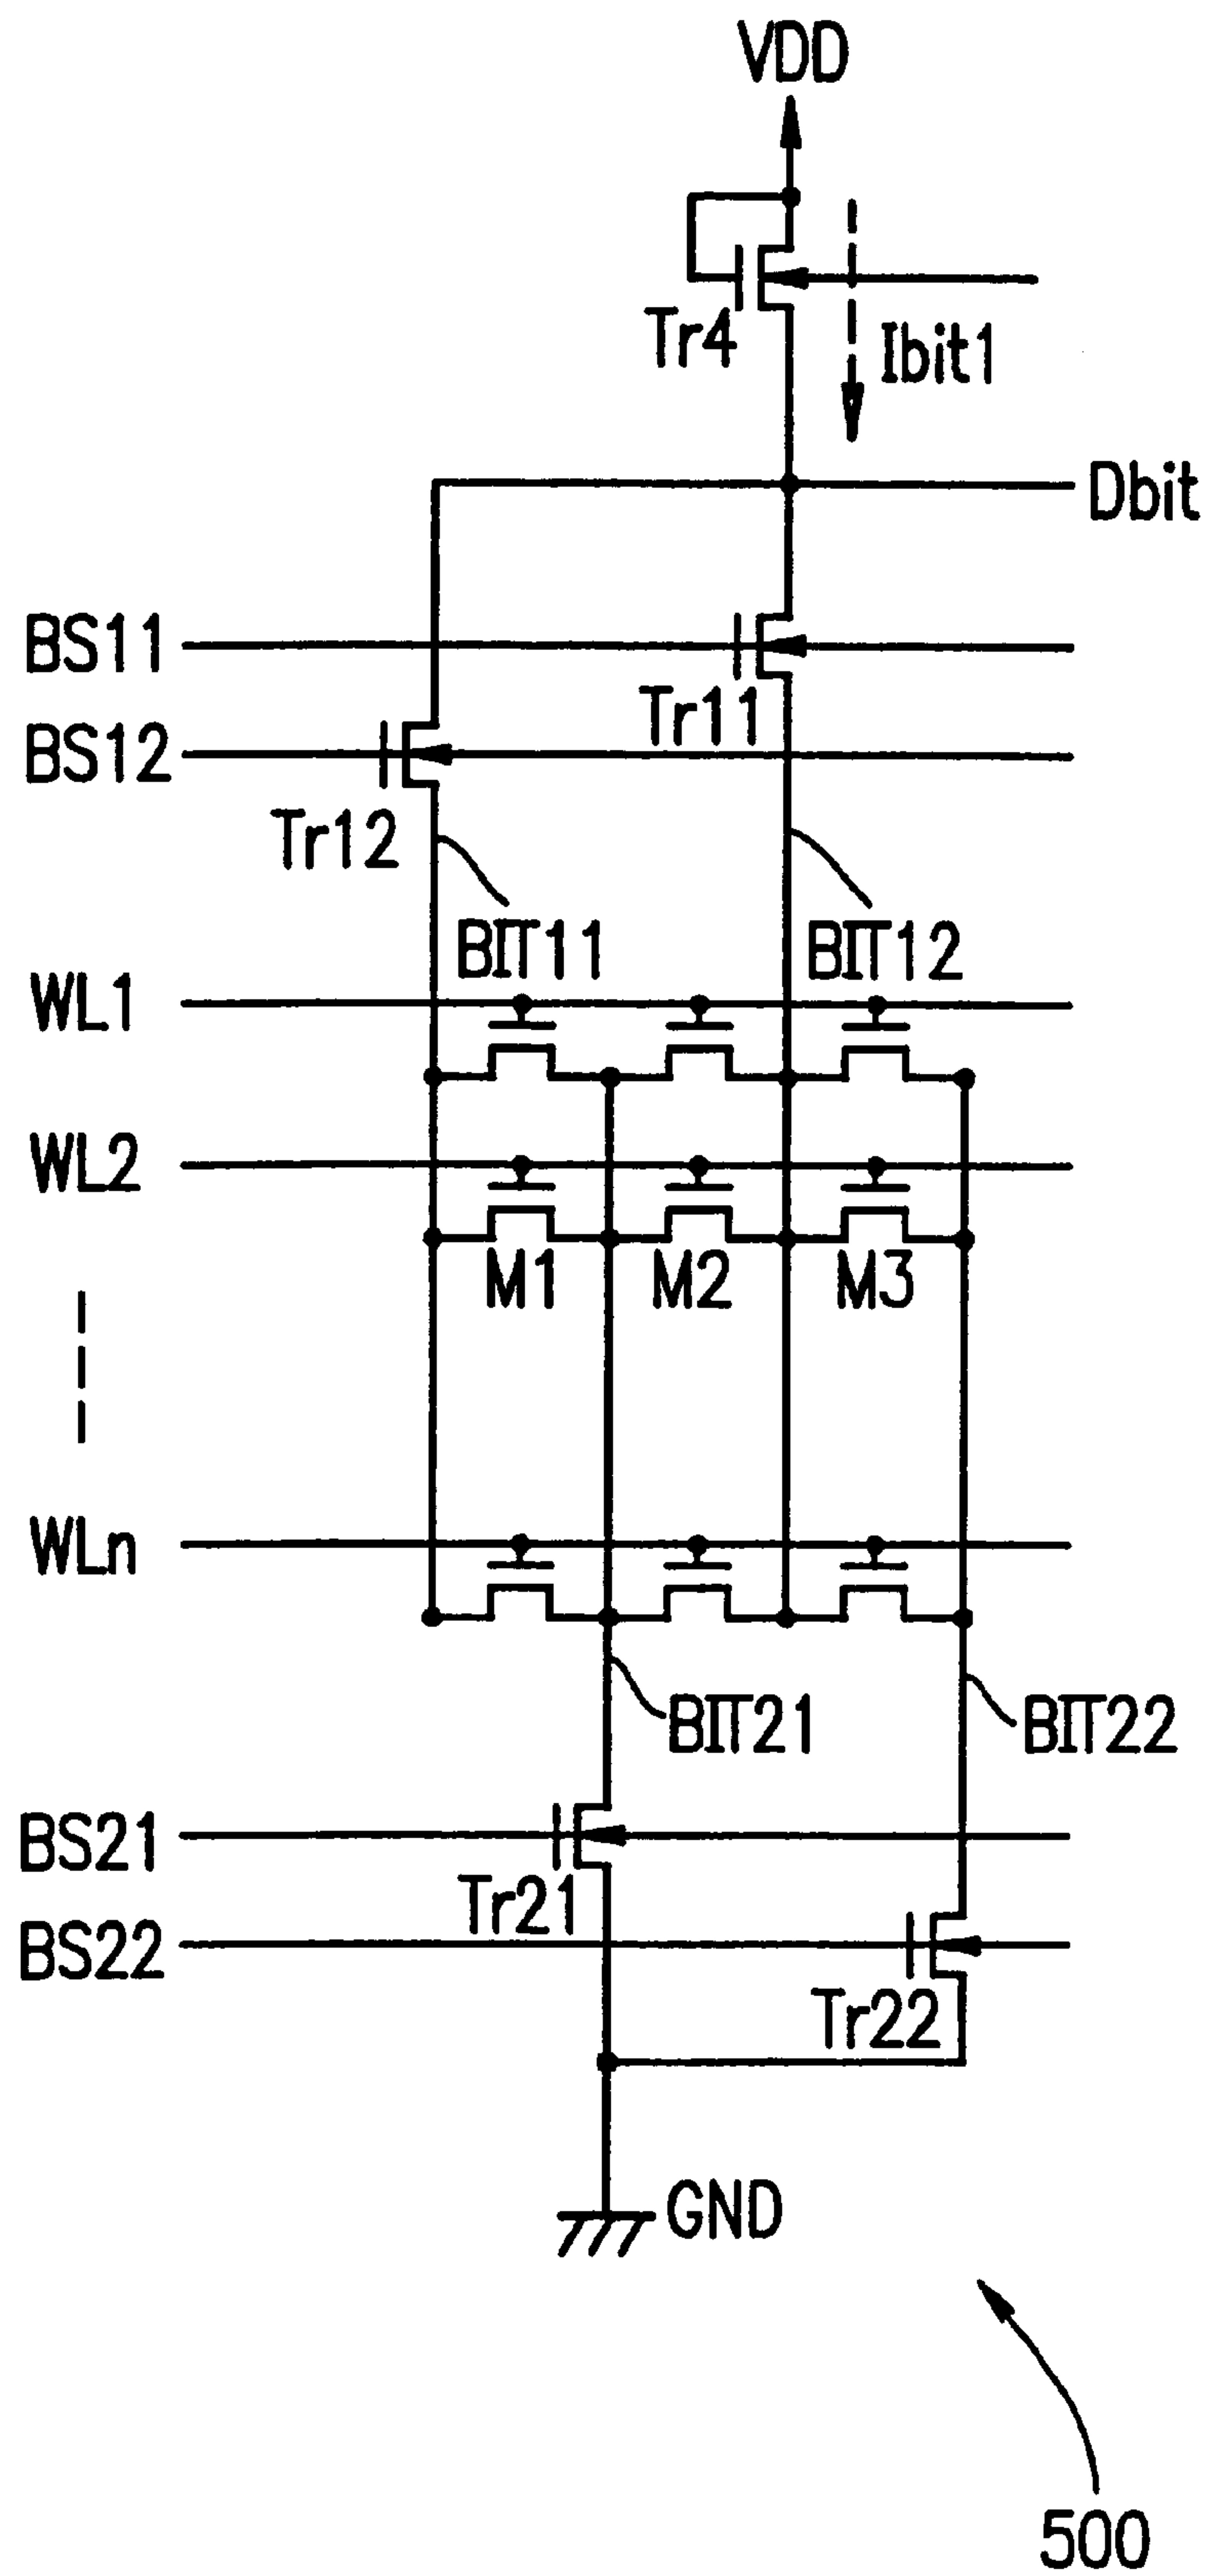 VDD
Tr4
Ibit1
Dbit
BS11
Tr11
BS12
Tr12
BIT11
BIT12
WL1
WL2
M1
M2
M3
WLn
BIT21
BIT22
BS21
Tr21
BS22
Tr22
GND
500